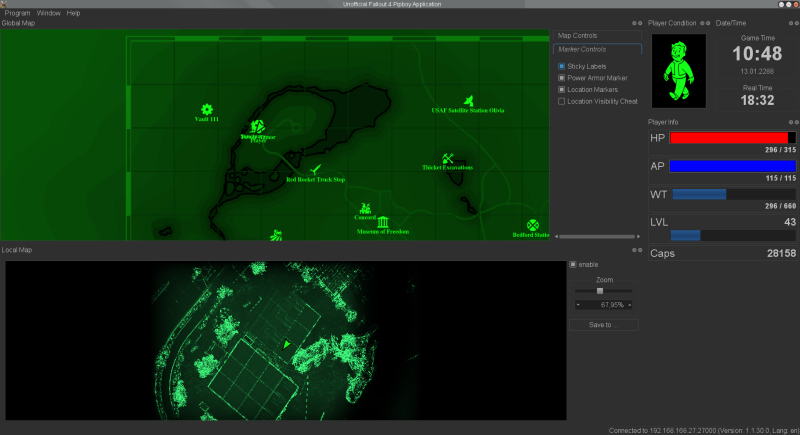 Unofficial Fallout 4 Pipboy Application
Program Window Help
Global Map
Vault 111
Player
Red Rocket Truck Stop
USAF Satellite Station Olivia
Thicket Excavations
Concord
Museum of Freedom
Bedford Statio
Map Controls
Marker Controls
Sticky Labels
Power Armor Marker
Location Markers
Location Visibility Cheat
Player Condition
Date/Time
Game Time
10:48
13.01.2288
Real Time
18:32
Player Info
HP
296 / 315
AP
115 / 115
WT
296 / 660
LVL 43
Caps 28158
Local Map
enable
Zoom
67,95%
Save to ...
Connected to 192.168.168.27:27000 (Version: 1.1.30.0, Lang: en)